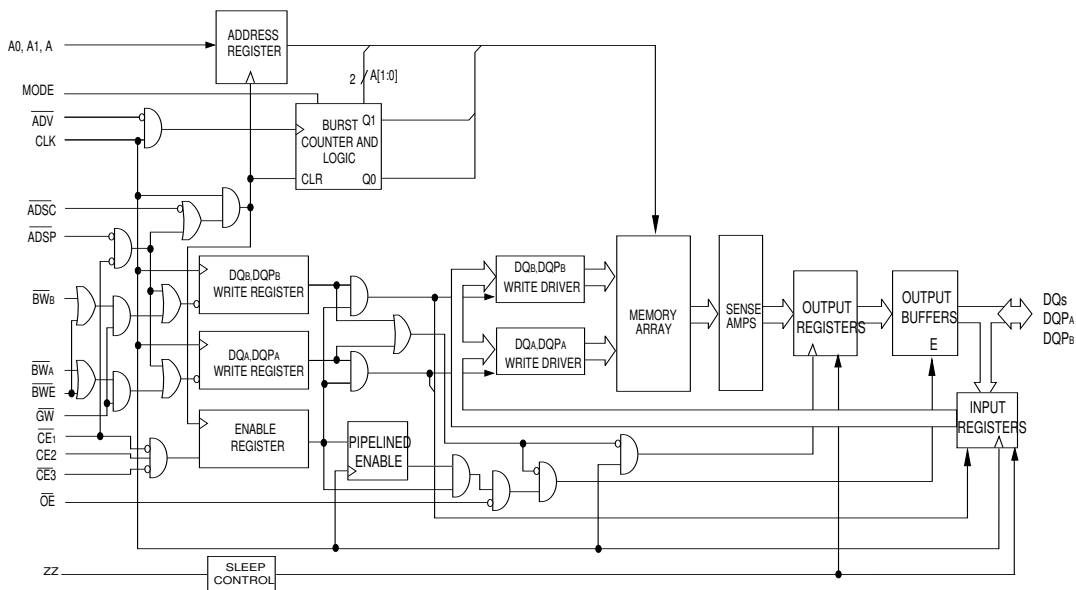 A0, A1, A
ADDRESS
REGISTER
2
A[1:0]
MODE
ADV
CLK
BURST
COUNTER AND
LOGIC
Q1
CLR
Q0
ADSC
ADSP
DQB,DQPB
WRITE REGISTER
DQB,DQPB
WRITE DRIVER
MEMORY
ARRAY
SENSE
AMPS
OUTPUT
REGISTERS
OUTPUT
BUFFERS
E
DQs
DQPA
DQPB
BWB
DQA,DQPA
WRITE REGISTER
DQA,DQPA
WRITE DRIVER
BWA
BWE
GW
CE1
CE2
CE3
OE
ENABLE
REGISTER
PIPELINED
ENABLE
INPUT
REGISTERS
ZZ
SLEEP
CONTROL